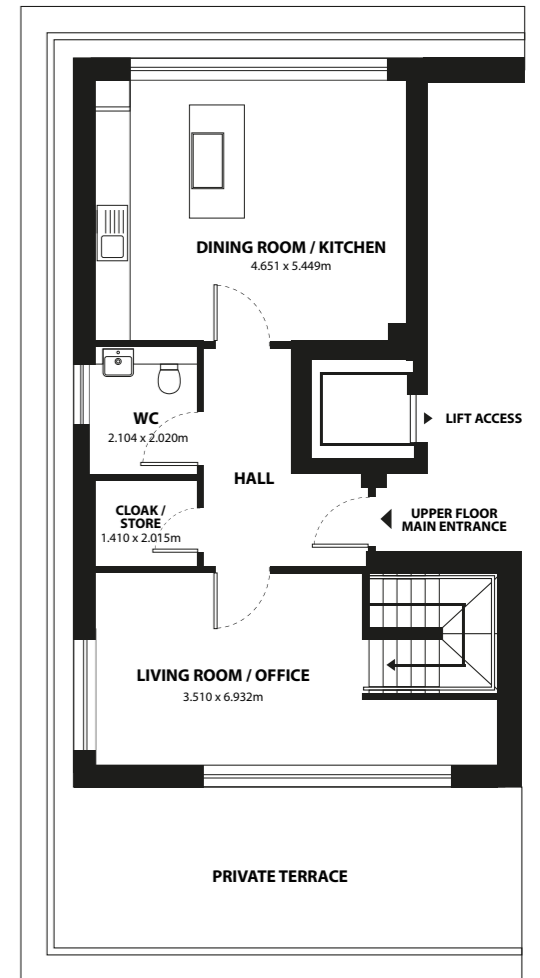 DINING ROOM / KITCHEN
4.651 x 5.449m
WC
2.104 x 2.020m
LIFT ACCESS
HALL
CLOAK /
STORE
1.410 x 2.015m
UPPER FLOOR
MAIN ENTRANCE
LIVING ROOM / OFFICE
3.510 x 6.932m
PRIVATE TERRACE